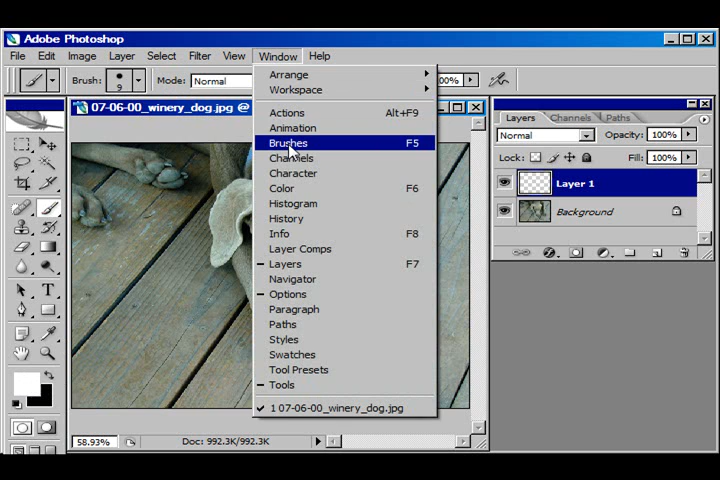 Adobe Photoshop
File Edit Image Layer Select Filter View Window Help
Brush: 9 Mode: Normal 00%
07-06-00_winery_dog.jpg @
Arrange
Workspace
Actions Alt+F9
Animation
Brushes F5
Channels
Character
Color F6
Histogram
History
Info F8
Layer Comps
Layers F7
Navigator
Options
Paragraph
Paths
Styles
Swatches
Tool Presets
Tools
1 07-06-00_winery_dog.jpg
Layers Channels Paths
Normal Opacity: 100%
Lock: Fill: 100%
Layer 1
Background
58.93% Doc: 992.3K/992.3K